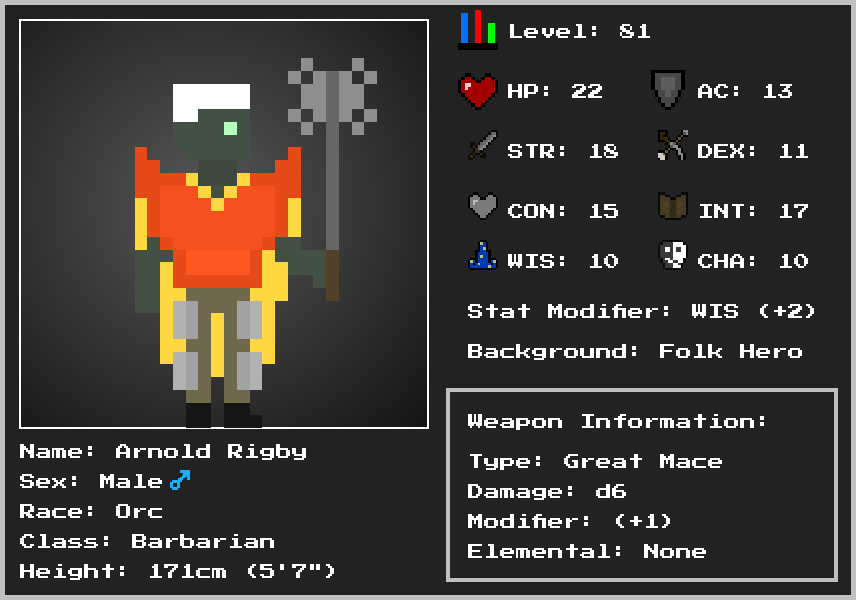 Level: 81
HP: 22 AC: 13
STR: 18 DEX: 11
CON: 15 INT: 17
WIS: 10 CHA: 10
Stat Modifier: WIS (+2)
Background: Folk Hero
Weapon Information:
Type: Great Mace
Damage: d6
Modifier: (+1)
Elemental: None
Name: Arnold Rigby
Sex: Male ♂
Race: Orc
Class: Barbarian
Height: 171cm (5'7")